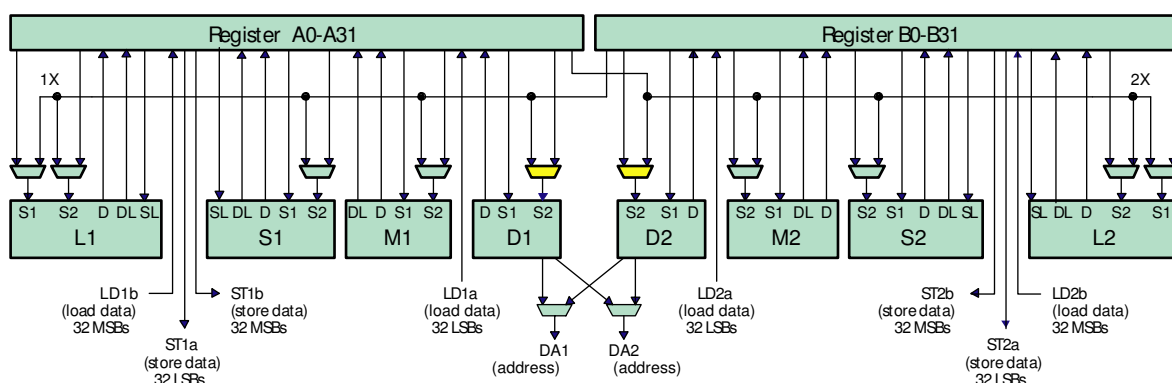 Register A0-A31
Register B0-B31
1X
2X
S1 S2 D DL SL
L1
SL DL D S1 S2
S1
DL D S1 S2
M1
D S1 S2
D1
S2 S1 D
D2
S2 S1 DL D
M2
S2 S1 D DL SL
S2
SL DL D S2 S1
L2
LD1b
(load data)
32 MSBs
ST1b
(store data)
32 MSBs
ST1a
(store data)
32 LSBs
LD1a
(load data)
32 LSBs
DA1
(address)
DA2
(address)
LD2a
(load data)
32 LSBs
ST2b
(store data)
32 MSBs
LD2b
(load data)
32 MSBs
ST2a
(store data)
32 LSBs